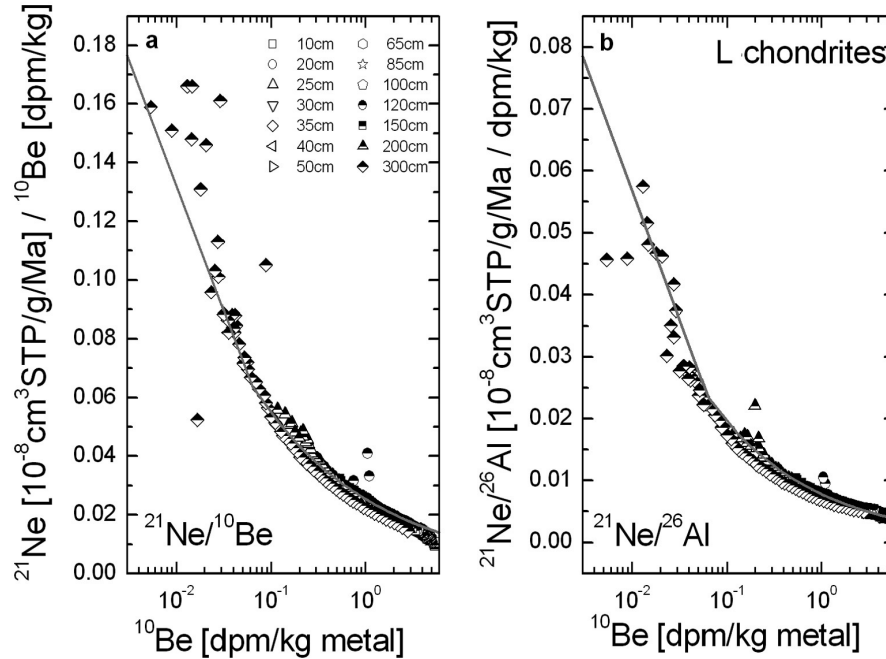 a
10cm 65cm
20cm 85cm
25cm 100cm
30cm 120cm
35cm 150cm
40cm 200cm
50cm 300cm
²¹Ne/¹⁰Be
0.18
0.16
0.14
0.12
0.10
0.08
0.06
0.04
0.02
0.00
²¹Ne [10⁻⁸cm³STP/g/Ma] / ¹⁰Be [dpm/kg]
10⁻² 10⁻¹ 10⁰
¹⁰Be [dpm/kg metal]
b
L chondrites
²¹Ne/²⁶Al
0.08
0.07
0.06
0.05
0.04
0.03
0.02
0.01
0.00
²¹Ne/²⁶Al [10⁻⁸cm³STP/g/Ma / dpm/kg]
10⁻² 10⁻¹ 10⁰
¹⁰Be [dpm/kg metal]